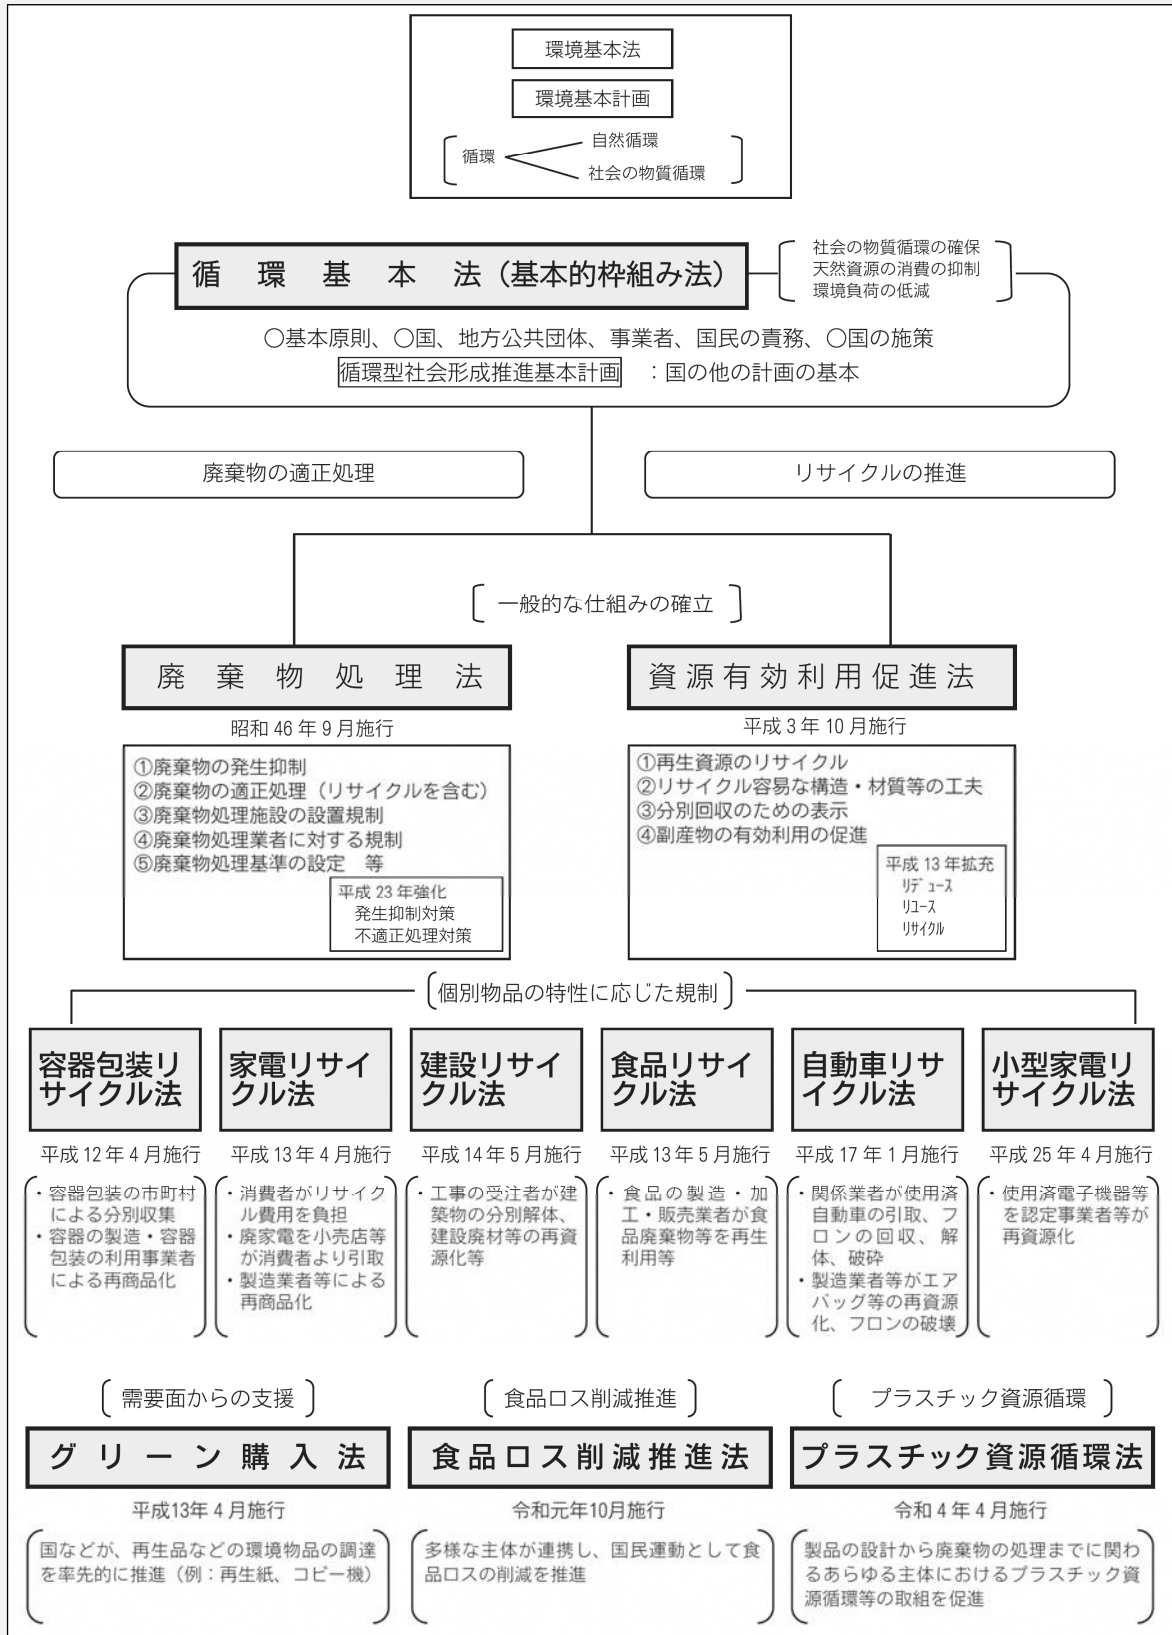 環境基本法
環境基本計画
循環
自然循環
社会の物質循環
循環基本法（基本的枠組み法）
社会の物質循環の確保
天然資源の消費の抑制
環境負荷の低減
〇基本原則、〇国、地方公共団体、事業者、国民の責務、〇国の施策
循環型社会形成推進基本計画　：国の他の計画の基本
廃棄物の適正処理
リサイクルの推進
一般的な仕組みの確立
廃棄物処理法
昭和 46 年 9 月施行
①廃棄物の発生抑制
②廃棄物の適正処理（リサイクルを含む）
③廃棄物処理施設の設置規制
④廃棄物処理業者に対する規制
⑤廃棄物処理基準の設定　等
平成 23 年強化
発生抑制対策
不適正処理対策
資源有効利用促進法
平成 3 年 10 月施行
①再生資源のリサイクル
②リサイクル容易な構造・材質等の工夫
③分別回収のための表示
④副産物の有効利用の促進
平成 13 年拡充
ﾘﾃﾞｭｰｽ
ﾘﾕｰｽ
ﾘｻｲｸﾙ
個別物品の特性に応じた規制
容器包装リ
サイクル法
平成 12 年 4 月施行
・容器包装の市町村
による分別収集
・容器の製造・容器
包装の利用事業者
による再商品化
家電リサイ
クル法
平成 13 年 4 月施行
・消費者がリサイク
ル費用を負担
・廃家電を小売店等
が消費者より引取
・製造業者等による
再商品化
建設リサイ
クル法
平成 14 年 5 月施行
・工事の受注者が建
築物の分別解体、
建設廃材等の再資
源化等
食品リサイ
クル法
平成 13 年 5 月施行
・食品の製造・加
工・販売業者が食
品廃棄物等を再生
利用等
自動車リサ
イクル法
平成 17 年 1 月施行
・関係業者が使用済
自動車の引取、フ
ロンの回収、解
体、破砕
・製造業者等がエア
バッグ等の再資源
化、フロンの破壊
小型家電リ
サイクル法
平成 25 年 4 月施行
・使用済電子機器等
を認定事業者等が
再資源化
需要面からの支援
グリーン購入法
平成13年 4 月施行
国などが、再生品などの環境物品の調達
を率先的に推進（例：再生紙、コピー機）
食品ロス削減推進
食品ロス削減推進法
令和元年10月施行
多様な主体が連携し、国民運動として食
品ロスの削減を推進
プラスチック資源循環
プラスチック資源循環法
令和 4 年 4 月施行
製品の設計から廃棄物の処理までに関わ
るあらゆる主体におけるプラスチック資
源循環等の取組を促進